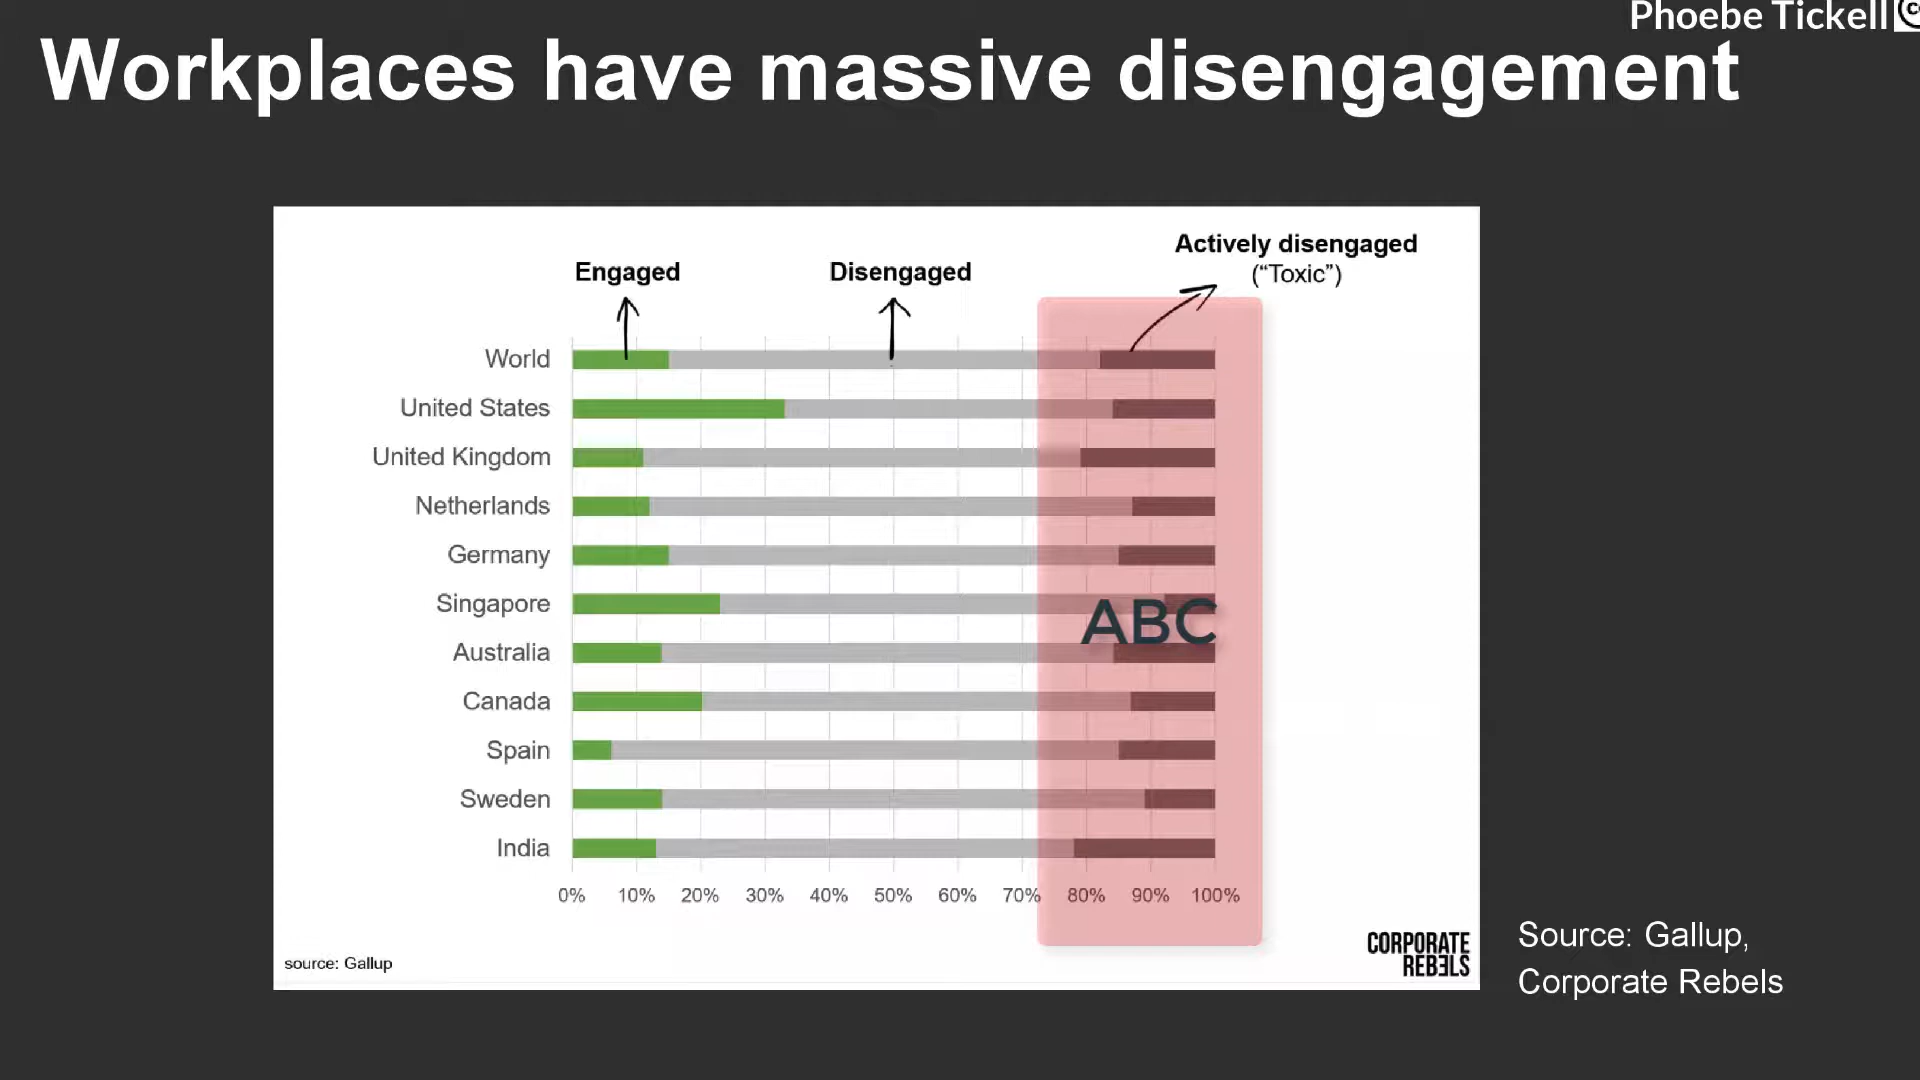 Phoebe Tickell
Workplaces have massive disengagement
Engaged
Disengaged
Actively disengaged
(“Toxic”)
World
United States
United Kingdom
Netherlands
Germany
Singapore
ABC
Australia
Canada
Spain
Sweden
India
0% 10% 20% 30% 40% 50% 60% 70% 80% 90% 100%
source: Gallup
CORPORATE
REBELS
Source: Gallup,
Corporate Rebels